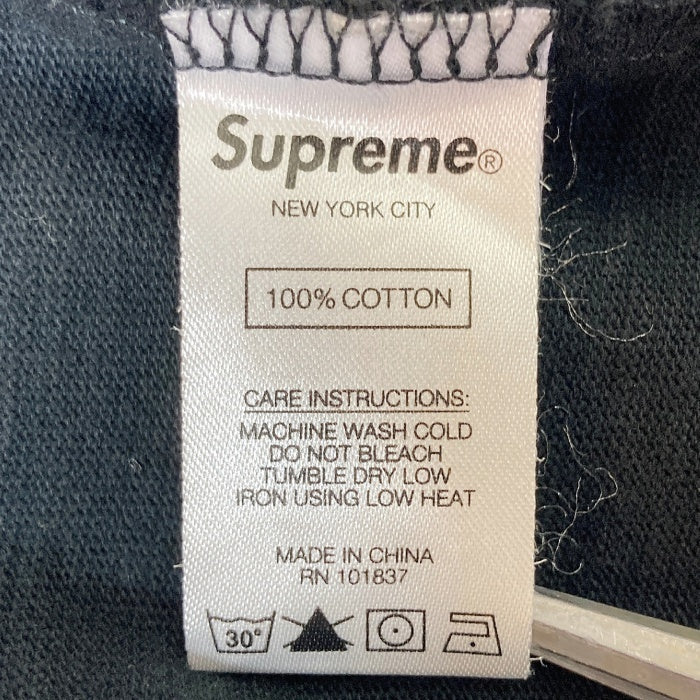 Supreme®
NEW YORK CITY
100% COTTON
CARE INSTRUCTIONS:
MACHINE WASH COLD
DO NOT BLEACH
TUMBLE DRY LOW
IRON USING LOW HEAT
MADE IN CHINA
RN 101837
30°